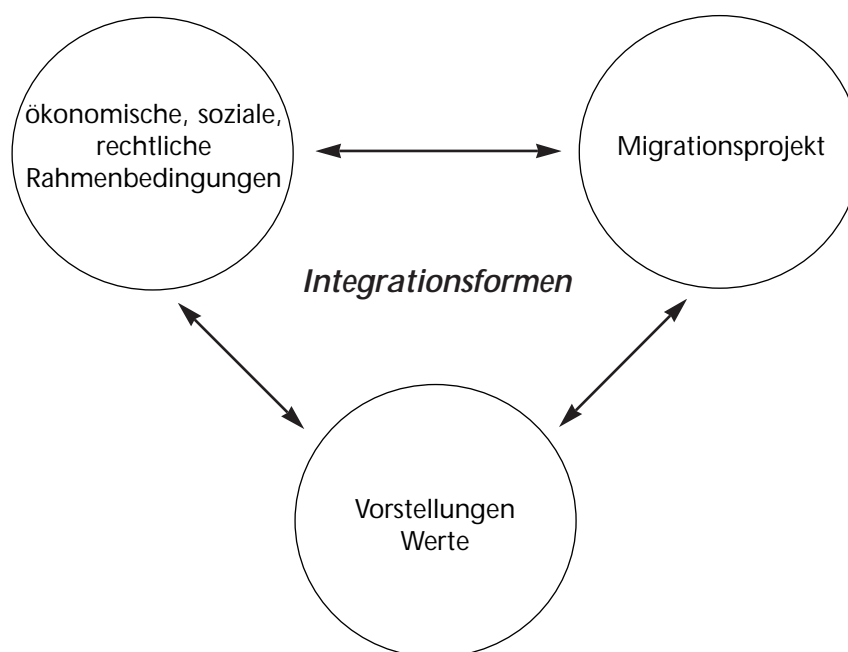 ökonomische, soziale,
rechtliche
Rahmenbedingungen
Migrationsprojekt
Integrationsformen
Vorstellungen
Werte